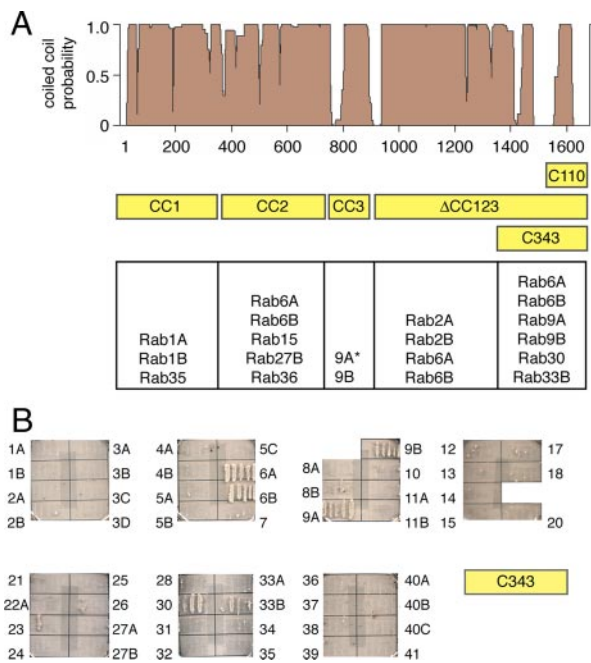 A
coiled coil
probability
1.0
0.5
0
1 200 400 600 800 1000 1200 1400 1600
C110
CC1 CC2 CC3 ΔCC123
C343
Rab1A
Rab1B
Rab35
Rab6A
Rab6B
Rab15
Rab27B
Rab36
9A*
9B
Rab2A
Rab2B
Rab6A
Rab6B
Rab6A
Rab6B
Rab9A
Rab9B
Rab30
Rab33B
B
1A 3A
1B 3B
2A 3C
2B 3D
4A 5C
4B 6A
5A 6B
5B 7
9B
8A 10
8B 11A
9A 11B
12 17
13 18
14
15 20
21 25
22A 26
23 27A
24 27B
28 33A
30 33B
31 34
32 35
36 40A
37 40B
38 40C
39 41
C343